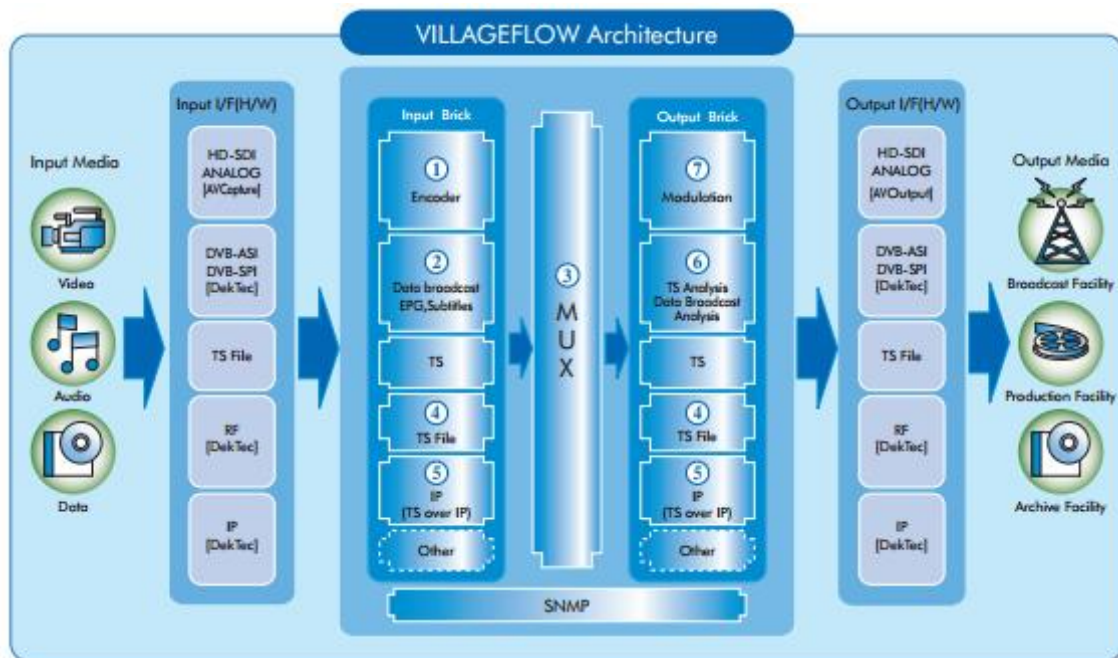 VILLAGEFLOW Architecture
Input Media
Video
Audio
Data
Input I/F(H/W)
HD-SDI
ANALOG
[AVCapture]
DVB-ASI
DVB-SPI
[DekTec]
TS File
RF
[DekTec]
IP
[DekTec]
Input Brick
①
Encoder
②
Data broadcast
EPG,Subtitles
TS
④
TS File
⑤
IP
(TS over IP)
Other
③
M
U
X
Output Brick
⑦
Modulation
⑥
TS Analysis
Data Broadcast
Analysis
TS
④
TS File
⑤
IP
(TS over IP)
Other
SNMP
Output I/F(H/W)
HD-SDI
ANALOG
[AVOutput]
DVB-ASI
DVB-SPI
[DekTec]
TS File
RF
[DekTec]
IP
[DekTec]
Output Media
Broadcast Facility
Production Facility
Archive Facility